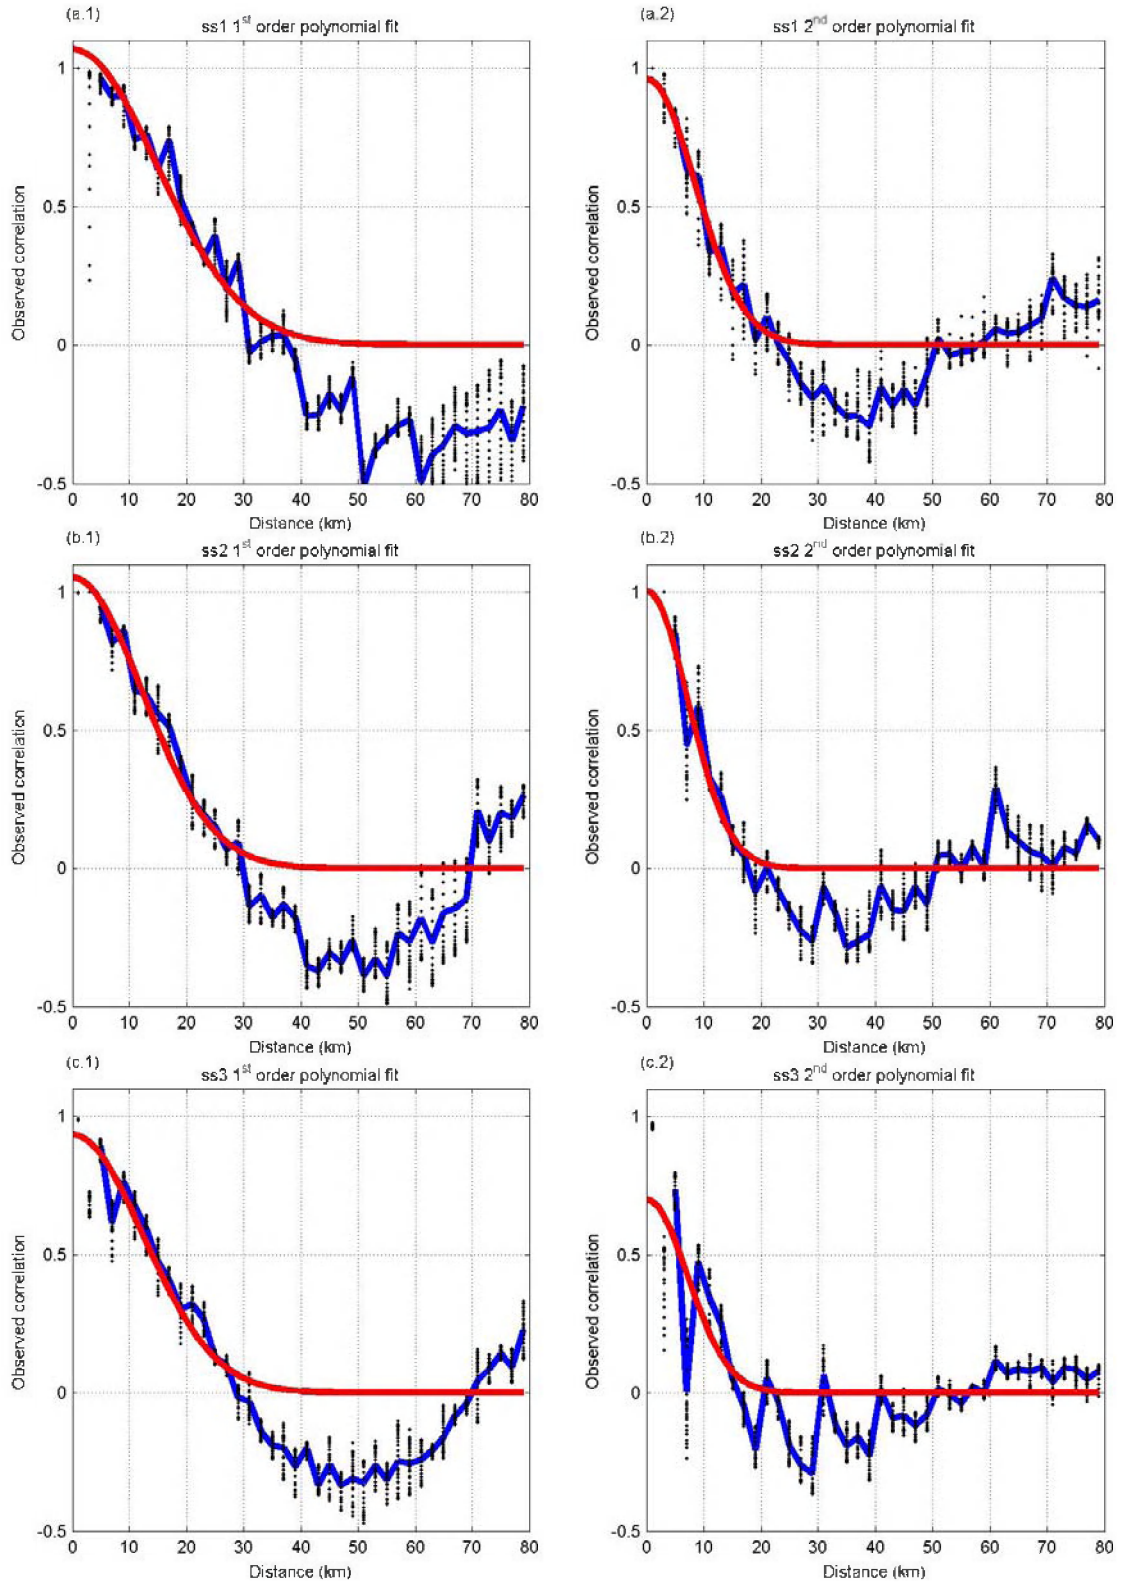 (a.1)
ss1 1st order polynomial fit
1
0.5
0
-0.5
Observed correlation
0 10 20 30 40 50 60 70 80
Distance (km)
(a.2)
ss1 2nd order polynomial fit
1
0.5
0
-0.5
Observed correlation
0 10 20 30 40 50 60 70 80
Distance (km)
(b.1)
ss2 1st order polynomial fit
1
0.5
0
-0.5
Observed correlation
0 10 20 30 40 50 60 70 80
Distance (km)
(b.2)
ss2 2nd order polynomial fit
1
0.5
0
-0.5
Observed correlation
0 10 20 30 40 50 60 70 80
Distance (km)
(c.1)
ss3 1st order polynomial fit
1
0.5
0
-0.5
Observed correlation
0 10 20 30 40 50 60 70 80
Distance (km)
(c.2)
ss3 2nd order polynomial fit
1
0.5
0
-0.5
Observed correlation
0 10 20 30 40 50 60 70 80
Distance (km)